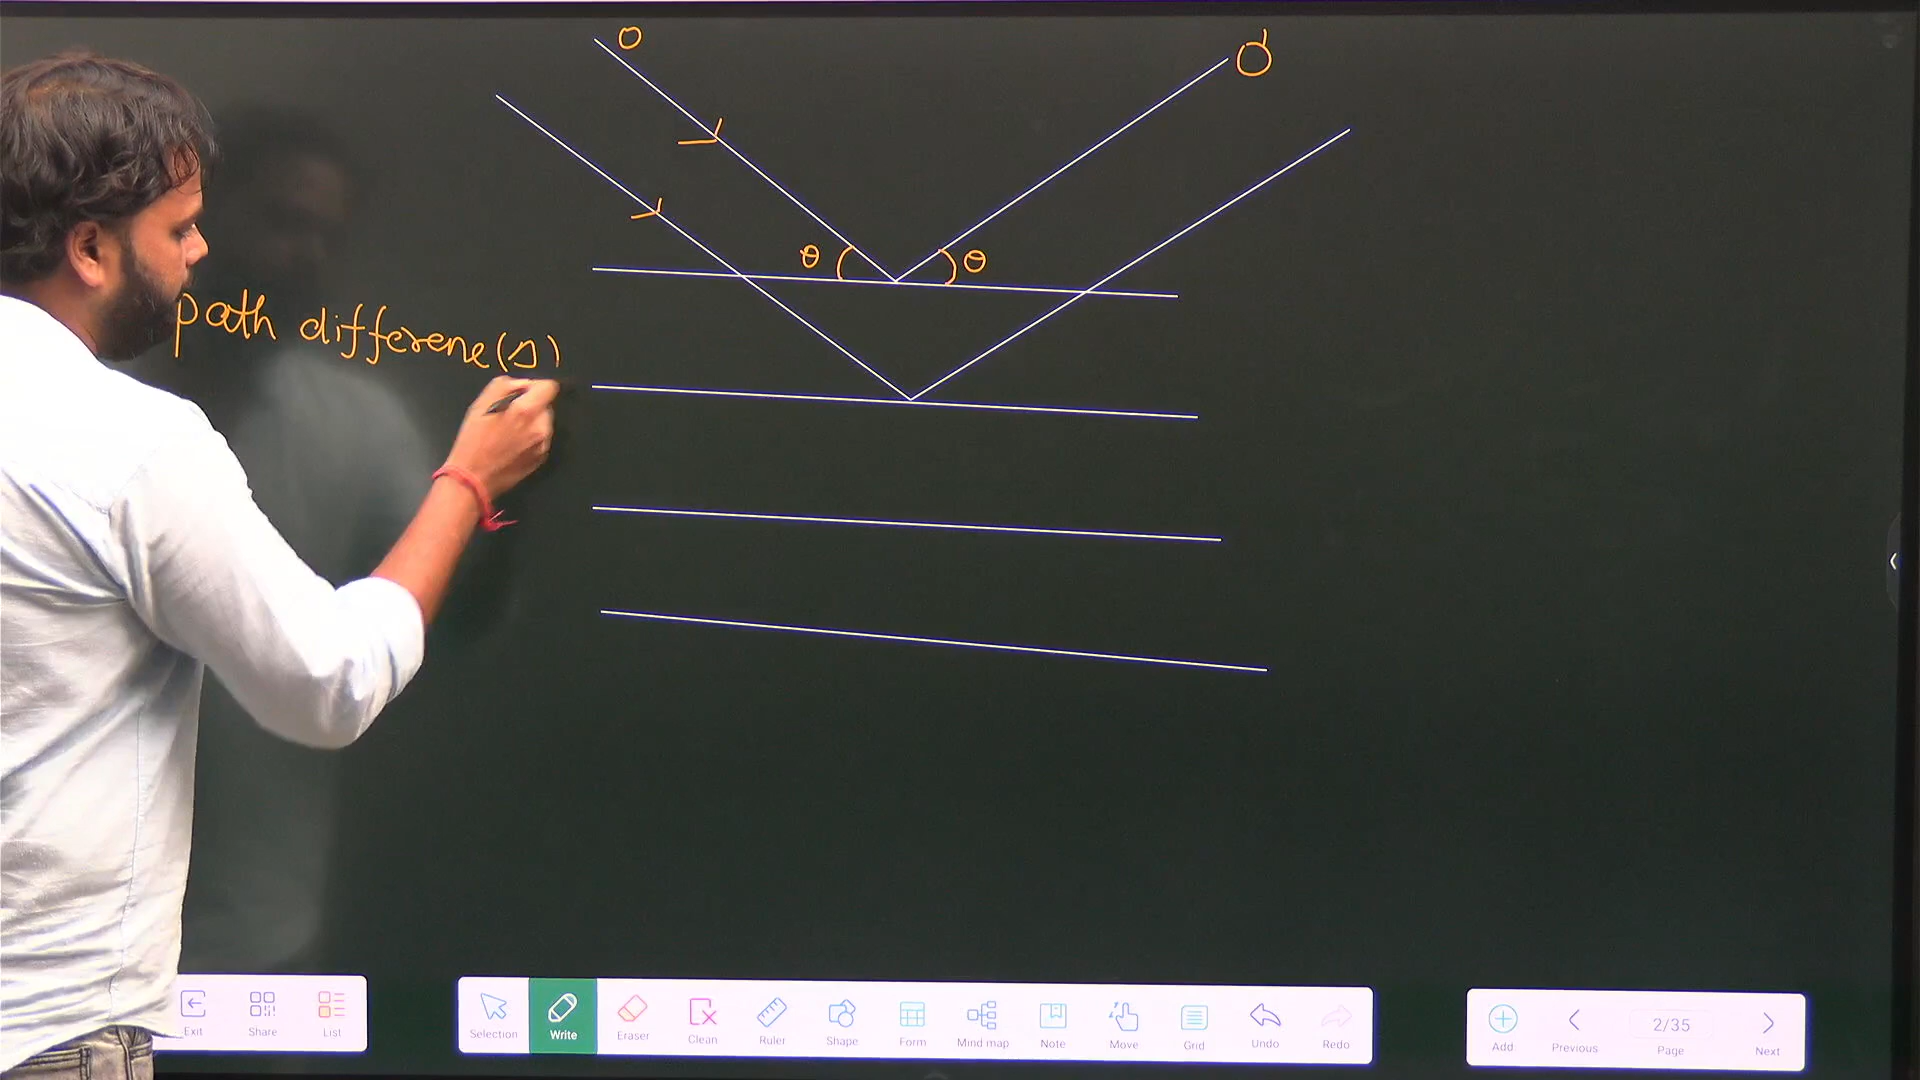 O
O'
θ
θ
path differene(Δ)
Exit
Share
List
Selection
Write
Eraser
Clean
Ruler
Shape
Form
Mind map
Note
Move
Grid
Undo
Redo
Add
Previous
2/35
Page
Next